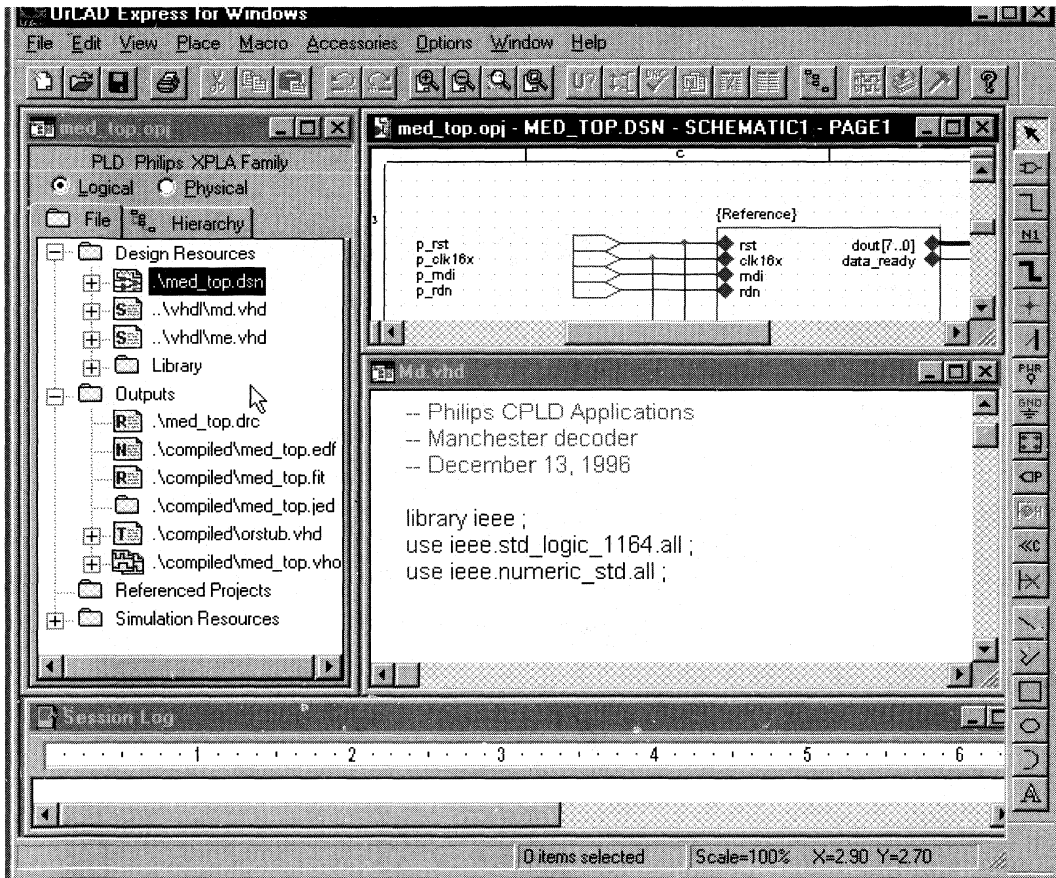 OrCAD Express for Windows
File Edit View Place Macro Accessories Options Window Help
U?
med_top.opj
PLD Philips XPLA Family
Logical Physical
File Hierarchy
Design Resources
.\med_top.dsn
..\vhdl\md.vhd
..\vhdl\me.vhd
Library
Outputs
.\med_top.drc
.\compiled\med_top.edf
.\compiled\med_top.fit
.\compiled\med_top.jed
.\compiled\orstub.vhd
.\compiled\med_top.vho
Referenced Projects
Simulation Resources
med_top.opj - MED_TOP.DSN - SCHEMATIC1 - PAGE1
C
3
{Reference}
p_rst
p_clk16x
p_mdi
p_rdn
rst
clk16x
mdi
rdn
dout[7..0]
data_ready
Md.vhd
-- Philips CPLD Applications
-- Manchester decoder
-- December 13, 1996
library ieee ;
use ieee.std_logic_1164.all ;
use ieee.numeric_std.all ;
N1
PWR
GND
Session Log
1 2 3 4 5 6
0 items selected Scale=100% X=2.90 Y=2.70